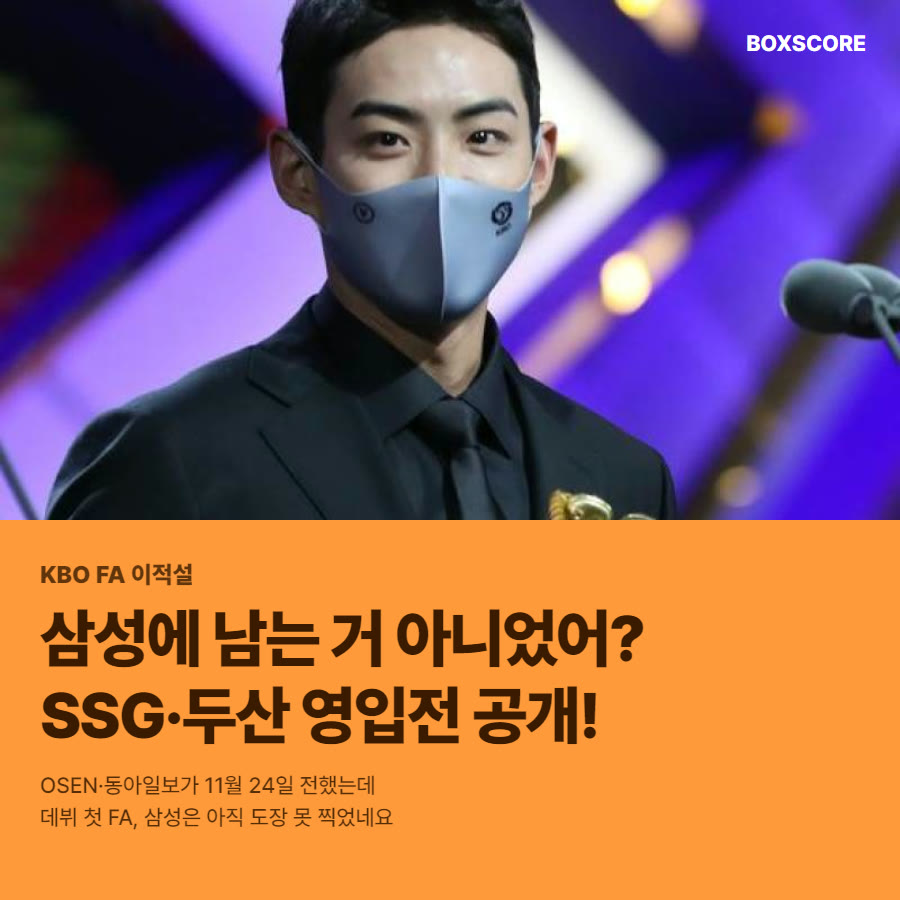 BOXSCORE
KBO
KBO FA 이적설
삼성에 남는 거 아니었어?
SSG·두산 영입전 공개!
OSEN·동아일보가 11월 24일 전했는데
데뷔 첫 FA, 삼성은 아직 도장 못 찍었네요